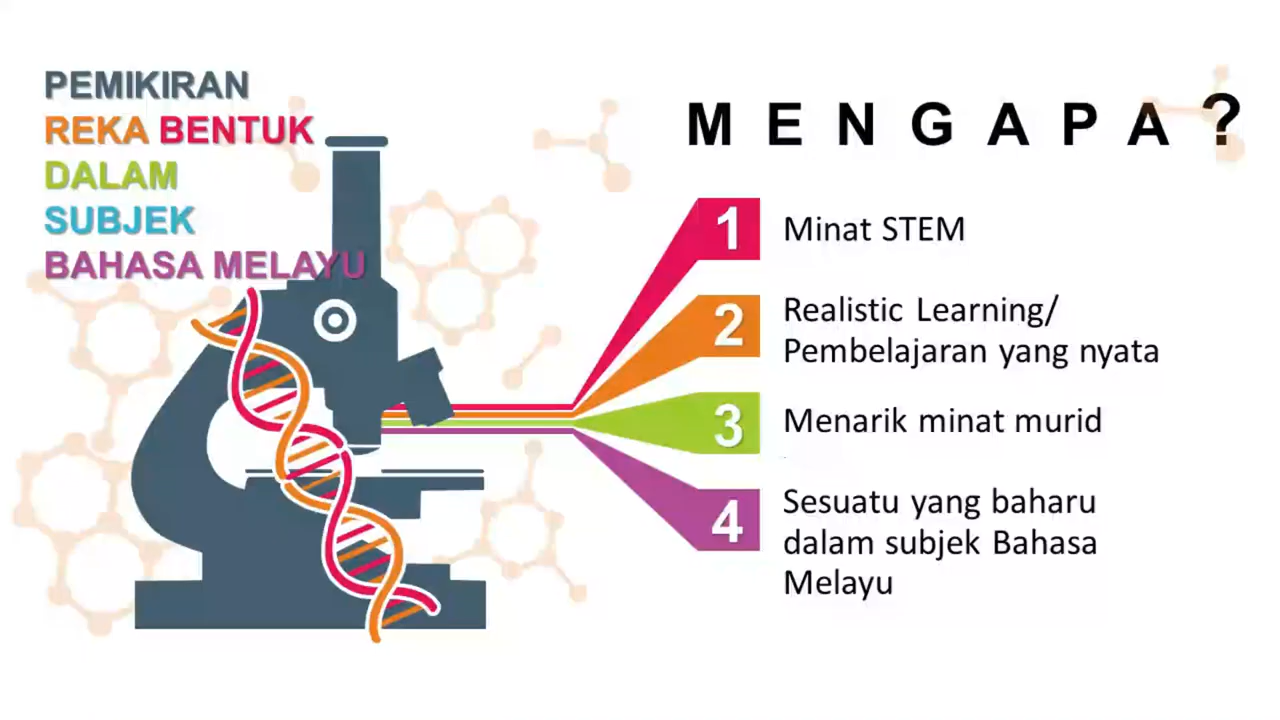 PEMIKIRAN
REKA BENTUK
DALAM
SUBJEK
BAHASA MELAYU
MENGAPA?
1 Minat STEM
2 Realistic Learning/
Pembelajaran yang nyata
3 Menarik minat murid
4 Sesuatu yang baharu
dalam subjek Bahasa
Melayu